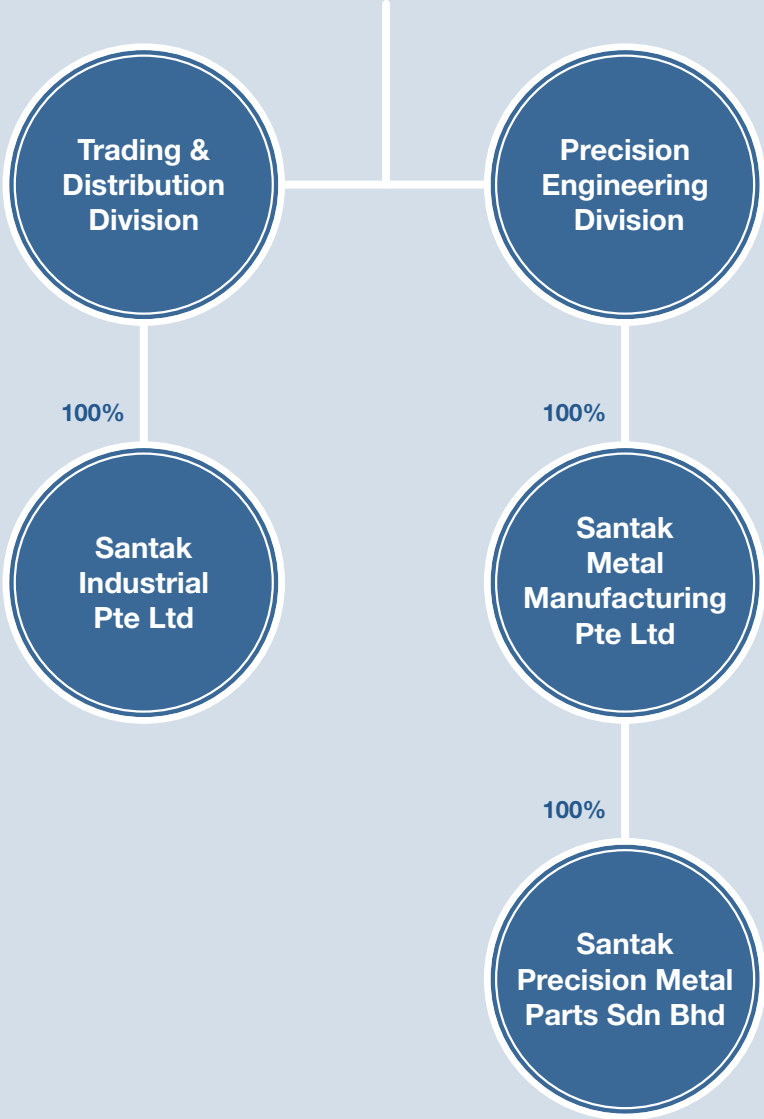 Trading &
Distribution
Division
Precision
Engineering
Division
100%
100%
Santak
Industrial
Pte Ltd
Santak
Metal
Manufacturing
Pte Ltd
100%
Santak
Precision Metal
Parts Sdn Bhd